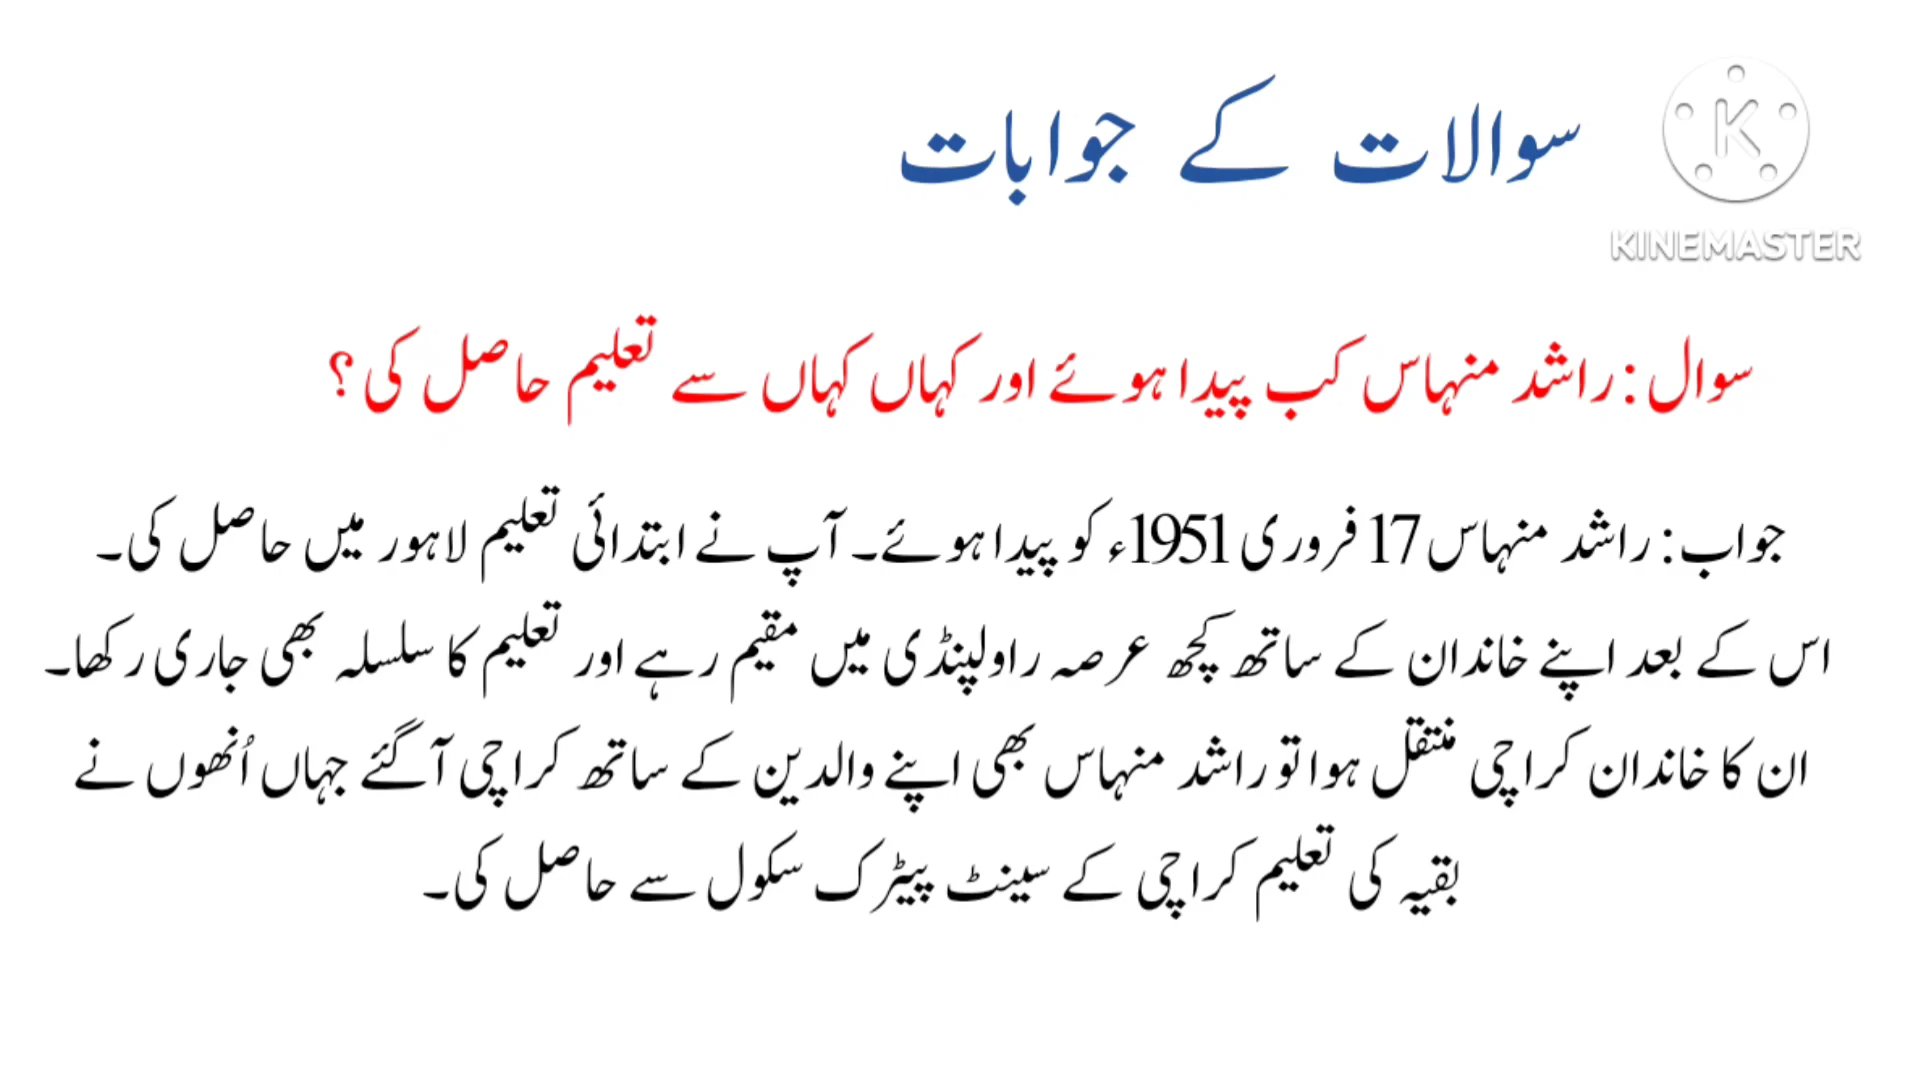 سوالات کے جوابات
KINEMASTER
سوال : راشد منہاس کب پیدا ہوئے اور کہاں کہاں سے تعلیم حاصل کی ؟
جواب : راشد منہاس 17 فروری 1951ء کو پیدا ہوئے۔ آپ نے ابتدائی تعلیم لاہور میں حاصل کی۔
اس کے بعد اپنے خاندان کے ساتھ کچھ عرصہ راولپنڈی میں مقیم رہے اور تعلیم کا سلسلہ بھی جاری رکھا۔
ان کا خاندان کراچی منتقل ہوا تو راشد منہاس بھی اپنے والدین کے ساتھ کراچی آگئے جہاں اُنھوں نے
بقیہ کی تعلیم کراچی کے سینٹ پیٹرک سکول سے حاصل کی۔